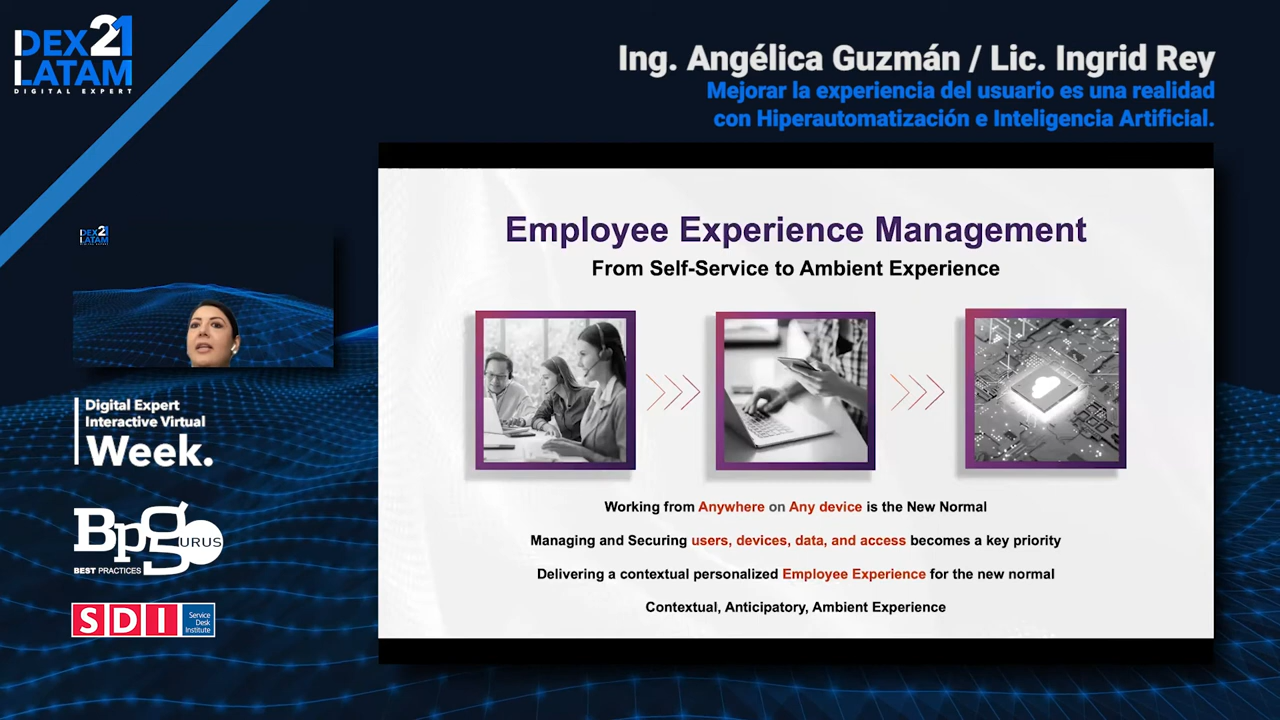 DEX21
LATAM
DIGITAL EXPERT
Ing. Angélica Guzmán / Lic. Ingrid Rey
Mejorar la experiencia del usuario es una realidad
con Hiperautomatización e Inteligencia Artificial.
DEX21
LATAM
Digital Expert
Interactive Virtual
Week.
BpGURUS
BEST PRACTICES
SDI
Service
Desk
Institute
Employee Experience Management
From Self-Service to Ambient Experience
Working from Anywhere on Any device is the New Normal
Managing and Securing users, devices, data, and access becomes a key priority
Delivering a contextual personalized Employee Experience for the new normal
Contextual, Anticipatory, Ambient Experience